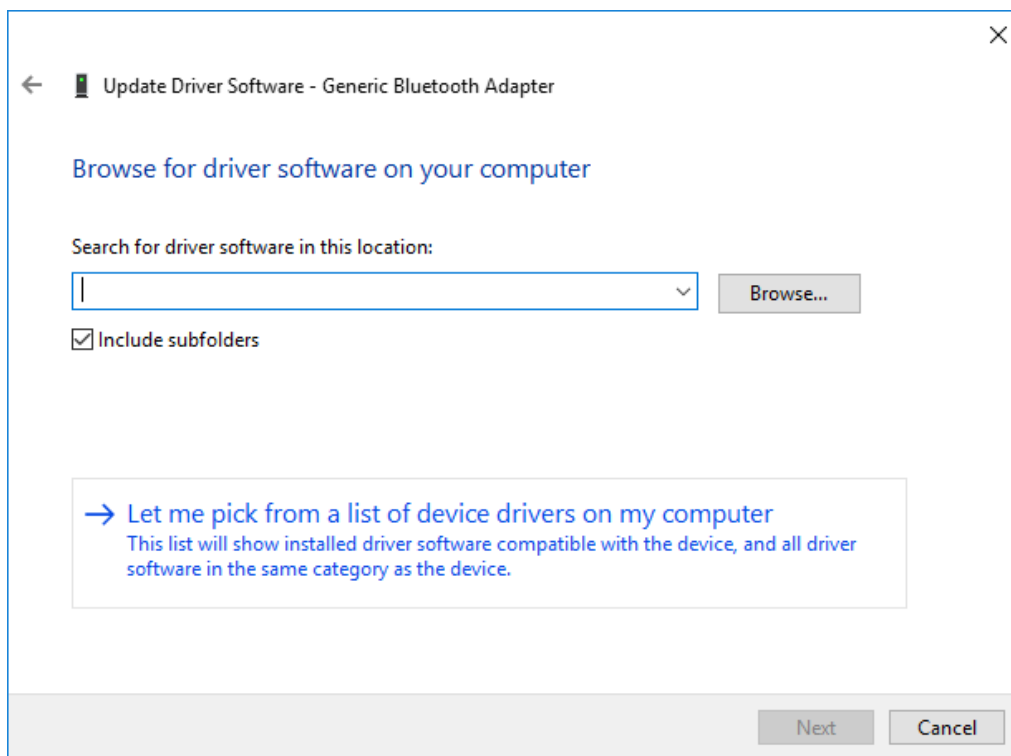 Update Driver Software - Generic Bluetooth Adapter
Browse for driver software on your computer
Search for driver software in this location:
Browse...
Include subfolders
Let me pick from a list of device drivers on my computer
This list will show installed driver software compatible with the device, and all driver
software in the same category as the device.
Next
Cancel